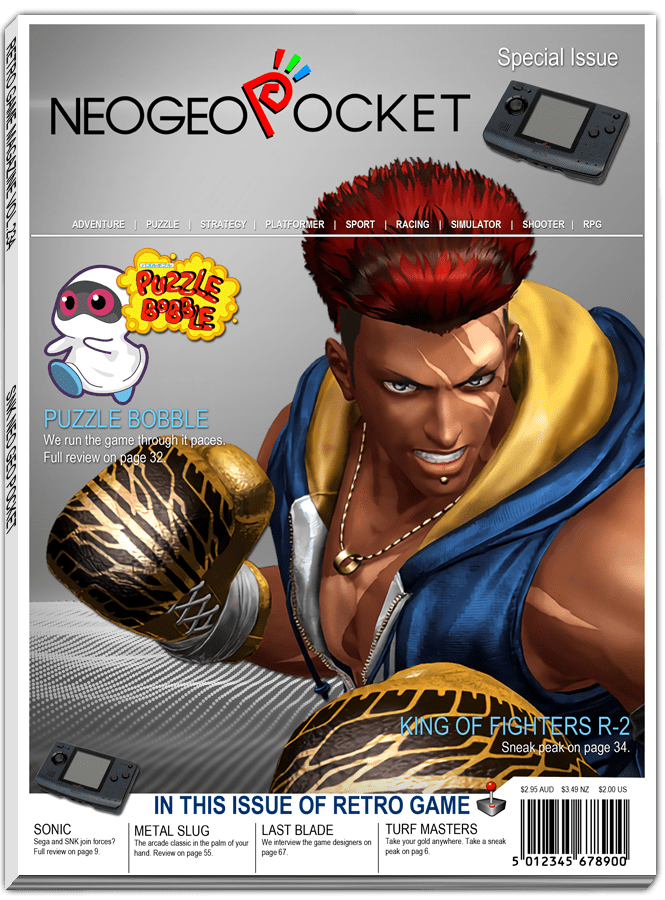 Special Issue
NEOGEO POCKET
ADVENTURE | PUZZLE | STRATEGY | PLATFORMER | SPORT | RACING | SIMULATOR | SHOOTER | RPG
PUZZLE
BOBBLE
PUZZLE BOBBLE
We run the game through it paces.
Full review on page 32
KING OF FIGHTERS R-2
Sneak peak on page 34.
IN THIS ISSUE OF RETRO GAME
$2.95 AUD $3.49 NZ $2.00 US
SONIC
Sega and SNK join forces?
Full review on page 9.
METAL SLUG
The arcade classic in the palm of your
hand. Review on page 55.
LAST BLADE
We interview the game designers on
page 67.
TURF MASTERS
Take your gold anywhere. Take a sneak
peak on pag 6.
5 012345 678900